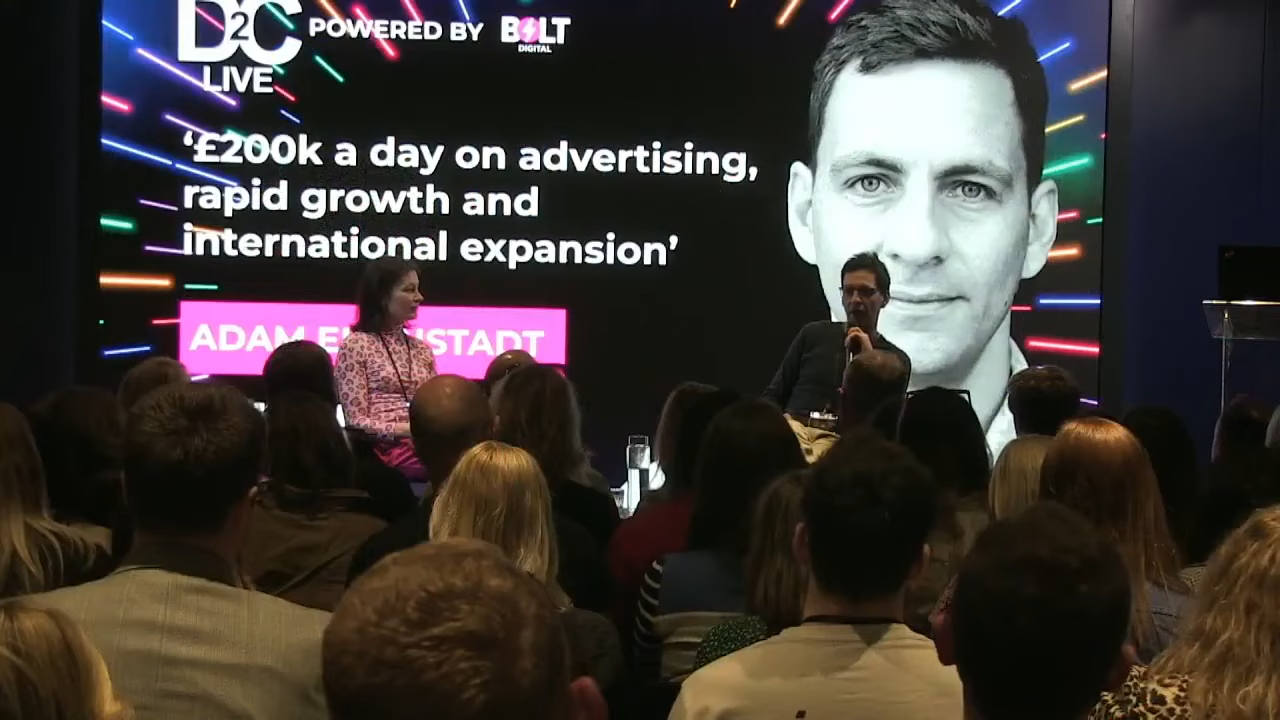 D2C POWERED BY BOLT
DIGITAL
LIVE
‘£200k a day on advertising,
rapid growth and
international expansion’
ADAM